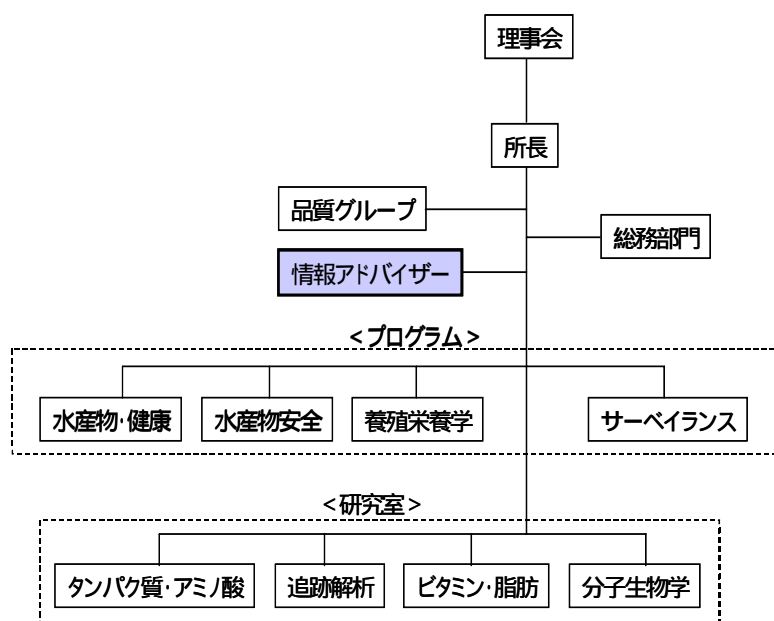 理事会
所長
品質グループ
総務部門
情報アドバイザー
<プログラム>
水産物・健康
水産物安全
養殖栄養学
サーベイランス
<研究室>
タンパク質・アミノ酸
追跡解析
ビタミン・脂肪
分子生物学